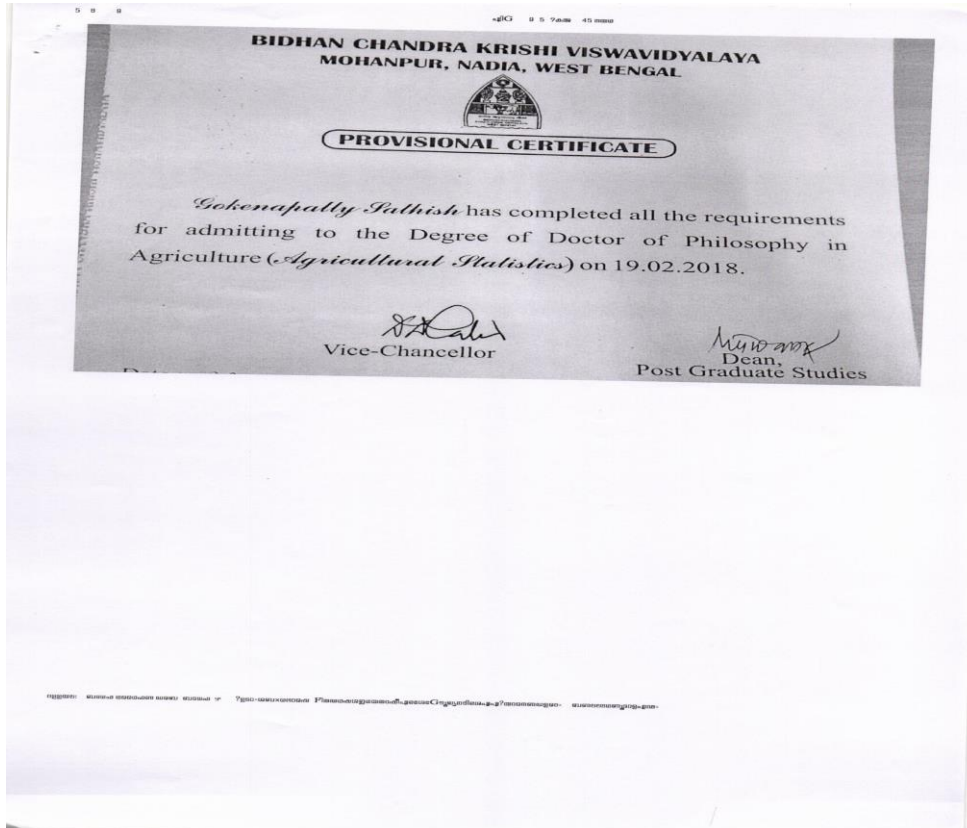 BIDHAN CHANDRA KRISHI VISWAVIDYALAYA
MOHANPUR, NADIA, WEST BENGAL
PROVISIONAL CERTIFICATE
Gokenapally Sathish has completed all the requirements
for admitting to the Degree of Doctor of Philosophy in
Agriculture (Agricultural Statistics) on 19.02.2018.
Vice-Chancellor
Dean,
Post Graduate Studies